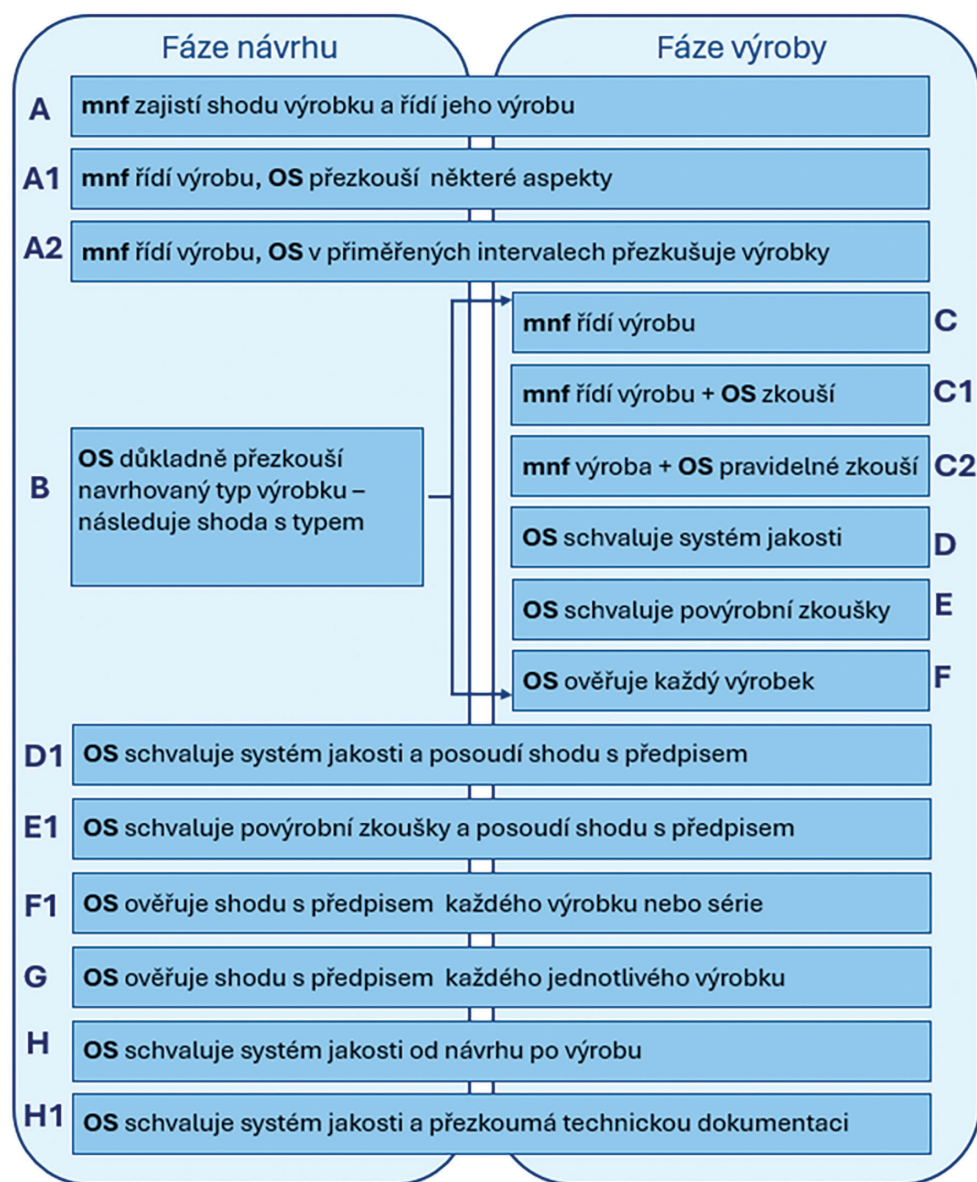 Fáze návrhu
Fáze výroby
A
mnf zajistí shodu výrobku a řídí jeho výrobu
A1
mnf řídí výrobu, OS přezkouší některé aspekty
A2
mnf řídí výrobu, OS v přiměřených intervalech přezkušuje výrobky
B
OS důkladně přezkouší
navrhovaný typ výrobku –
následuje shoda s typem
mnf řídí výrobu
C
mnf řídí výrobu + OS zkouší
C1
mnf výroba + OS pravidelné zkouší
C2
OS schvaluje systém jakosti
D
OS schvaluje povýrobní zkoušky
E
OS ověřuje každý výrobek
F
D1
OS schvaluje systém jakosti a posoudí shodu s předpisem
E1
OS schvaluje povýrobní zkoušky a posoudí shodu s předpisem
F1
OS ověřuje shodu s předpisem každého výrobku nebo série
G
OS ověřuje shodu s předpisem každého jednotlivého výrobku
H
OS schvaluje systém jakosti od návrhu po výrobu
H1
OS schvaluje systém jakosti a přezkoumá technickou dokumentaci